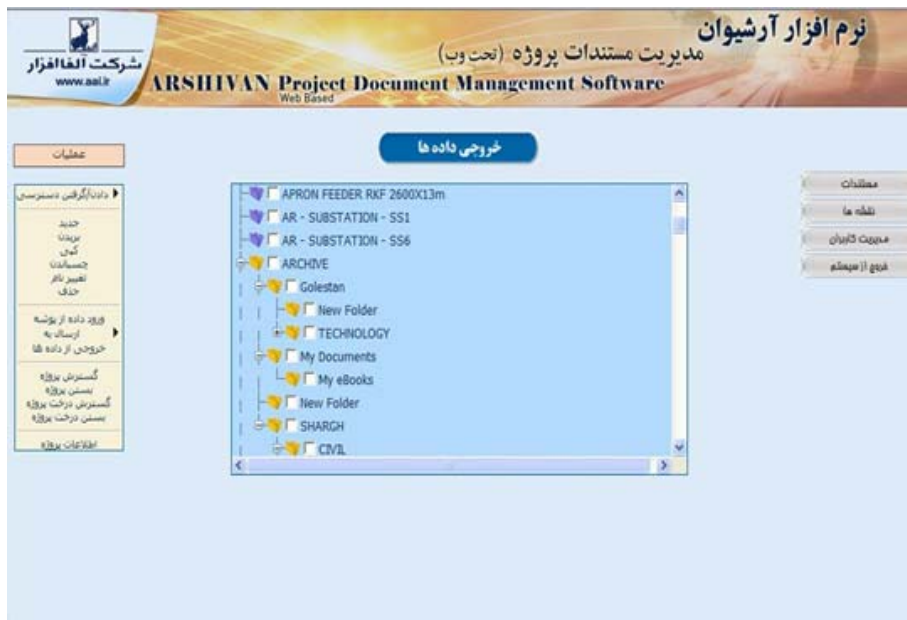 نرم افزار آرشیوان
مدیریت مستندات پروژه (تحت وب)
ARSHIVAN Project Document Management Software
Web Based
شرکت آلفاافزار
www.aai.ir
خروجی داده ها
عملیات
دادن/گرفتن دسترسی
جدید
بریدن
کپی
چسباندن
تغییر نام
حذف
ورود داده از پوشه
ارسال به
خروجی از داده ها
گسترش پروژه
بستن پروژه
گسترش درخت پروژه
بستن درخت پروژه
اطلاعات پروژه
APRON FEEDER RKF 2600X13m
AR - SUBSTATION - SS1
AR - SUBSTATION - SS6
ARCHIVE
Golestan
New Folder
TECHNOLOGY
My Documents
My eBooks
New Folder
SHARGH
CIVIL
مستندات
نقشه ها
مدیریت کاربران
خروج از سیستم